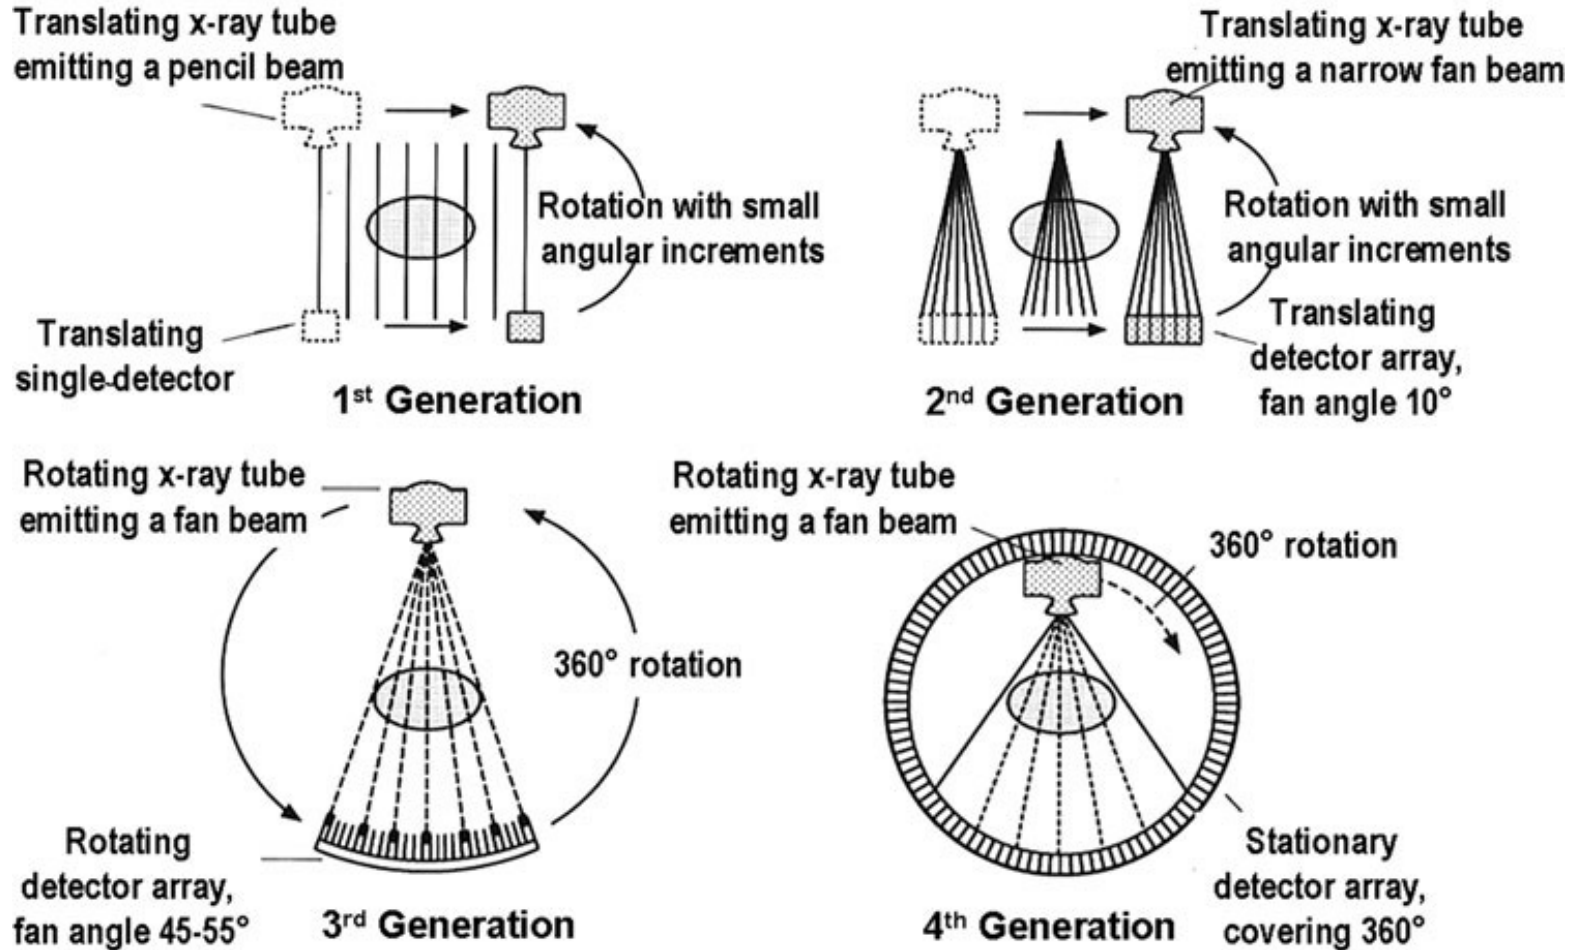 Translating x-ray tube
emitting a pencil beam
Rotation with small
angular increments
Translating
single-detector
1st Generation
Translating x-ray tube
emitting a narrow fan beam
Rotation with small
angular increments
Translating
detector array,
fan angle 10°
2nd Generation
Rotating x-ray tube
emitting a fan beam
360° rotation
Rotating
detector array,
fan angle 45-55°
3rd Generation
Rotating x-ray tube
emitting a fan beam
360° rotation
Stationary
detector array,
covering 360°
4th Generation